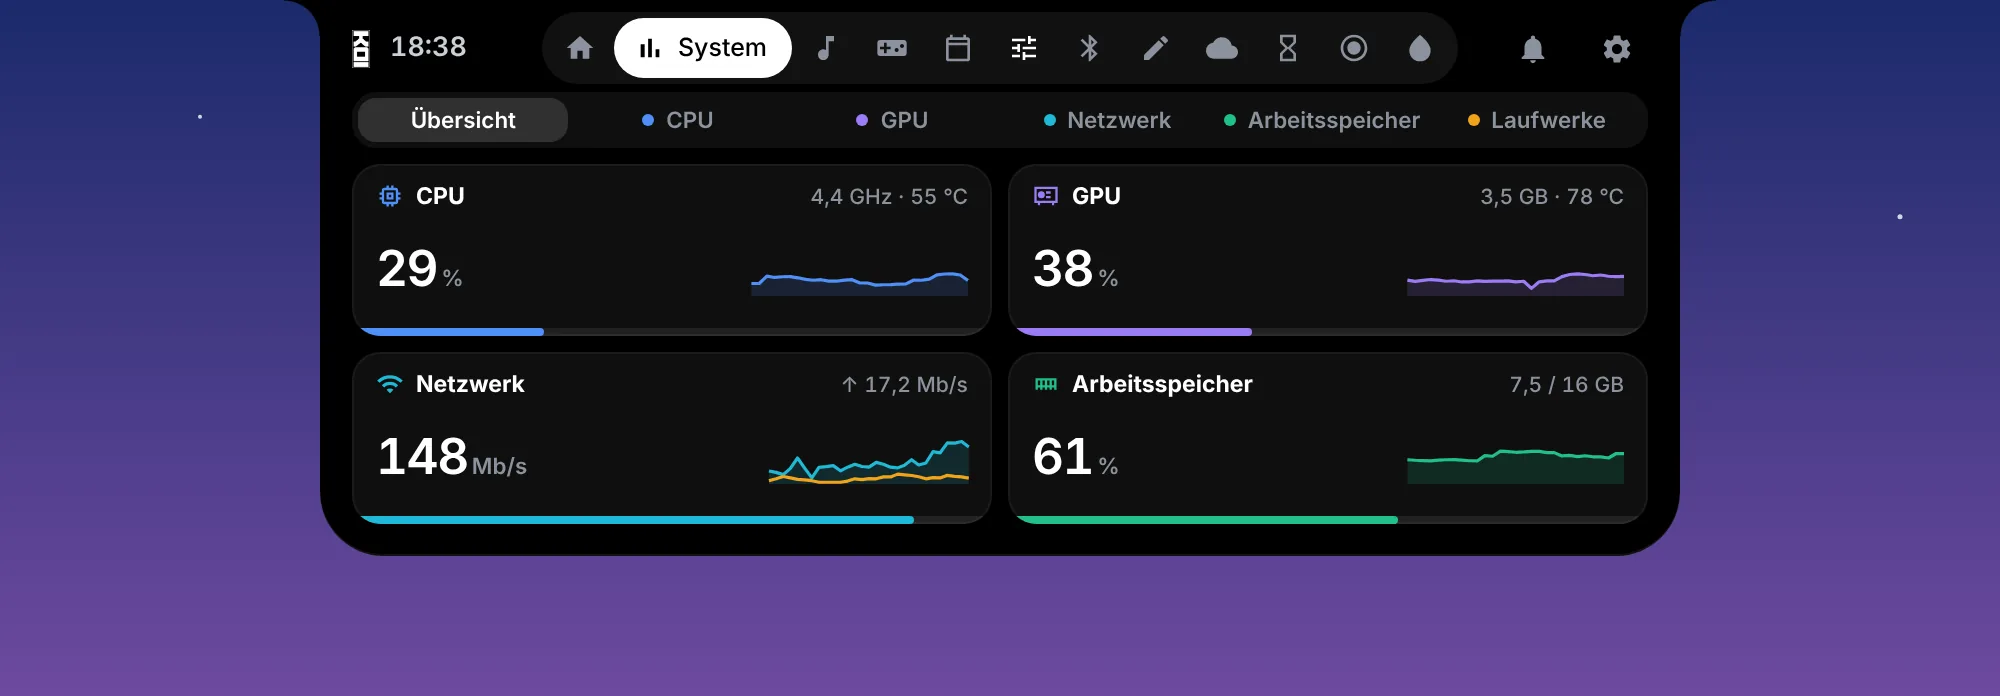 18:38
System
Übersicht
CPU
GPU
Netzwerk
Arbeitsspeicher
Laufwerke
CPU
4,4 GHz · 55 °C
29 %
GPU
3,5 GB · 78 °C
38 %
Netzwerk
↑ 17,2 Mb/s
148 Mb/s
Arbeitsspeicher
7,5 / 16 GB
61 %